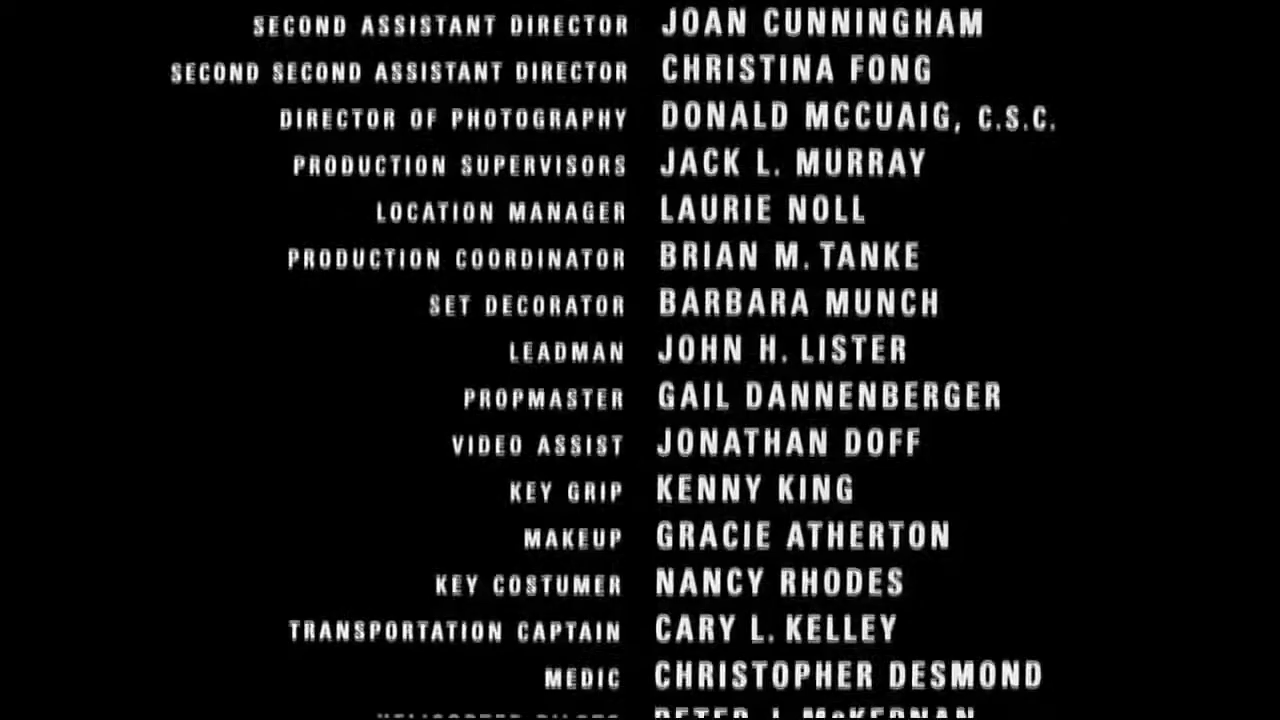 SECOND ASSISTANT DIRECTOR JOAN CUNNINGHAM
SECOND SECOND ASSISTANT DIRECTOR CHRISTINA FONG
DIRECTOR OF PHOTOGRAPHY DONALD MCCUAIG, C.S.C.
PRODUCTION SUPERVISORS JACK L. MURRAY
LOCATION MANAGER LAURIE NOLL
PRODUCTION COORDINATOR BRIAN M. TANKE
SET DECORATOR BARBARA MUNCH
LEADMAN JOHN H. LISTER
PROPMASTER GAIL DANNENBERGER
VIDEO ASSIST JONATHAN DOFF
KEY GRIP KENNY KING
MAKEUP GRACIE ATHERTON
KEY COSTUMER NANCY RHODES
TRANSPORTATION CAPTAIN CARY L. KELLEY
MEDIC CHRISTOPHER DESMOND
PETER J. McKERNAN